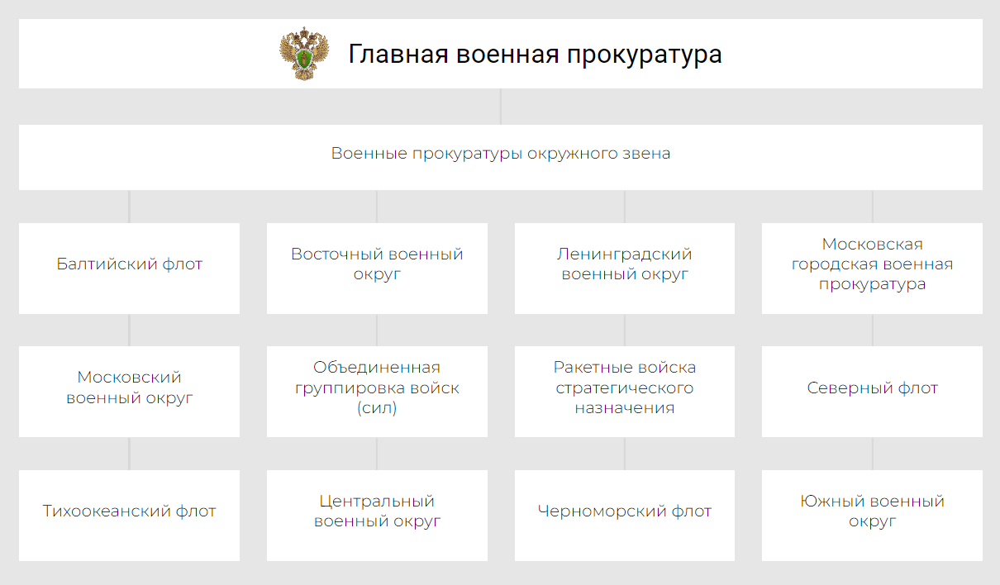 Главная военная прокуратура
Военные прокуратуры окружного звена
Балтийский флот
Восточный военный
округ
Ленинградский
военный округ
Московская
городская военная
прокуратура
Московский
военный округ
Объединенная
группировка войск
(сил)
Ракетные войска
стратегического
назначения
Северный флот
Тихоокеанский флот
Центральный
военный округ
Черноморский флот
Южный военный
округ